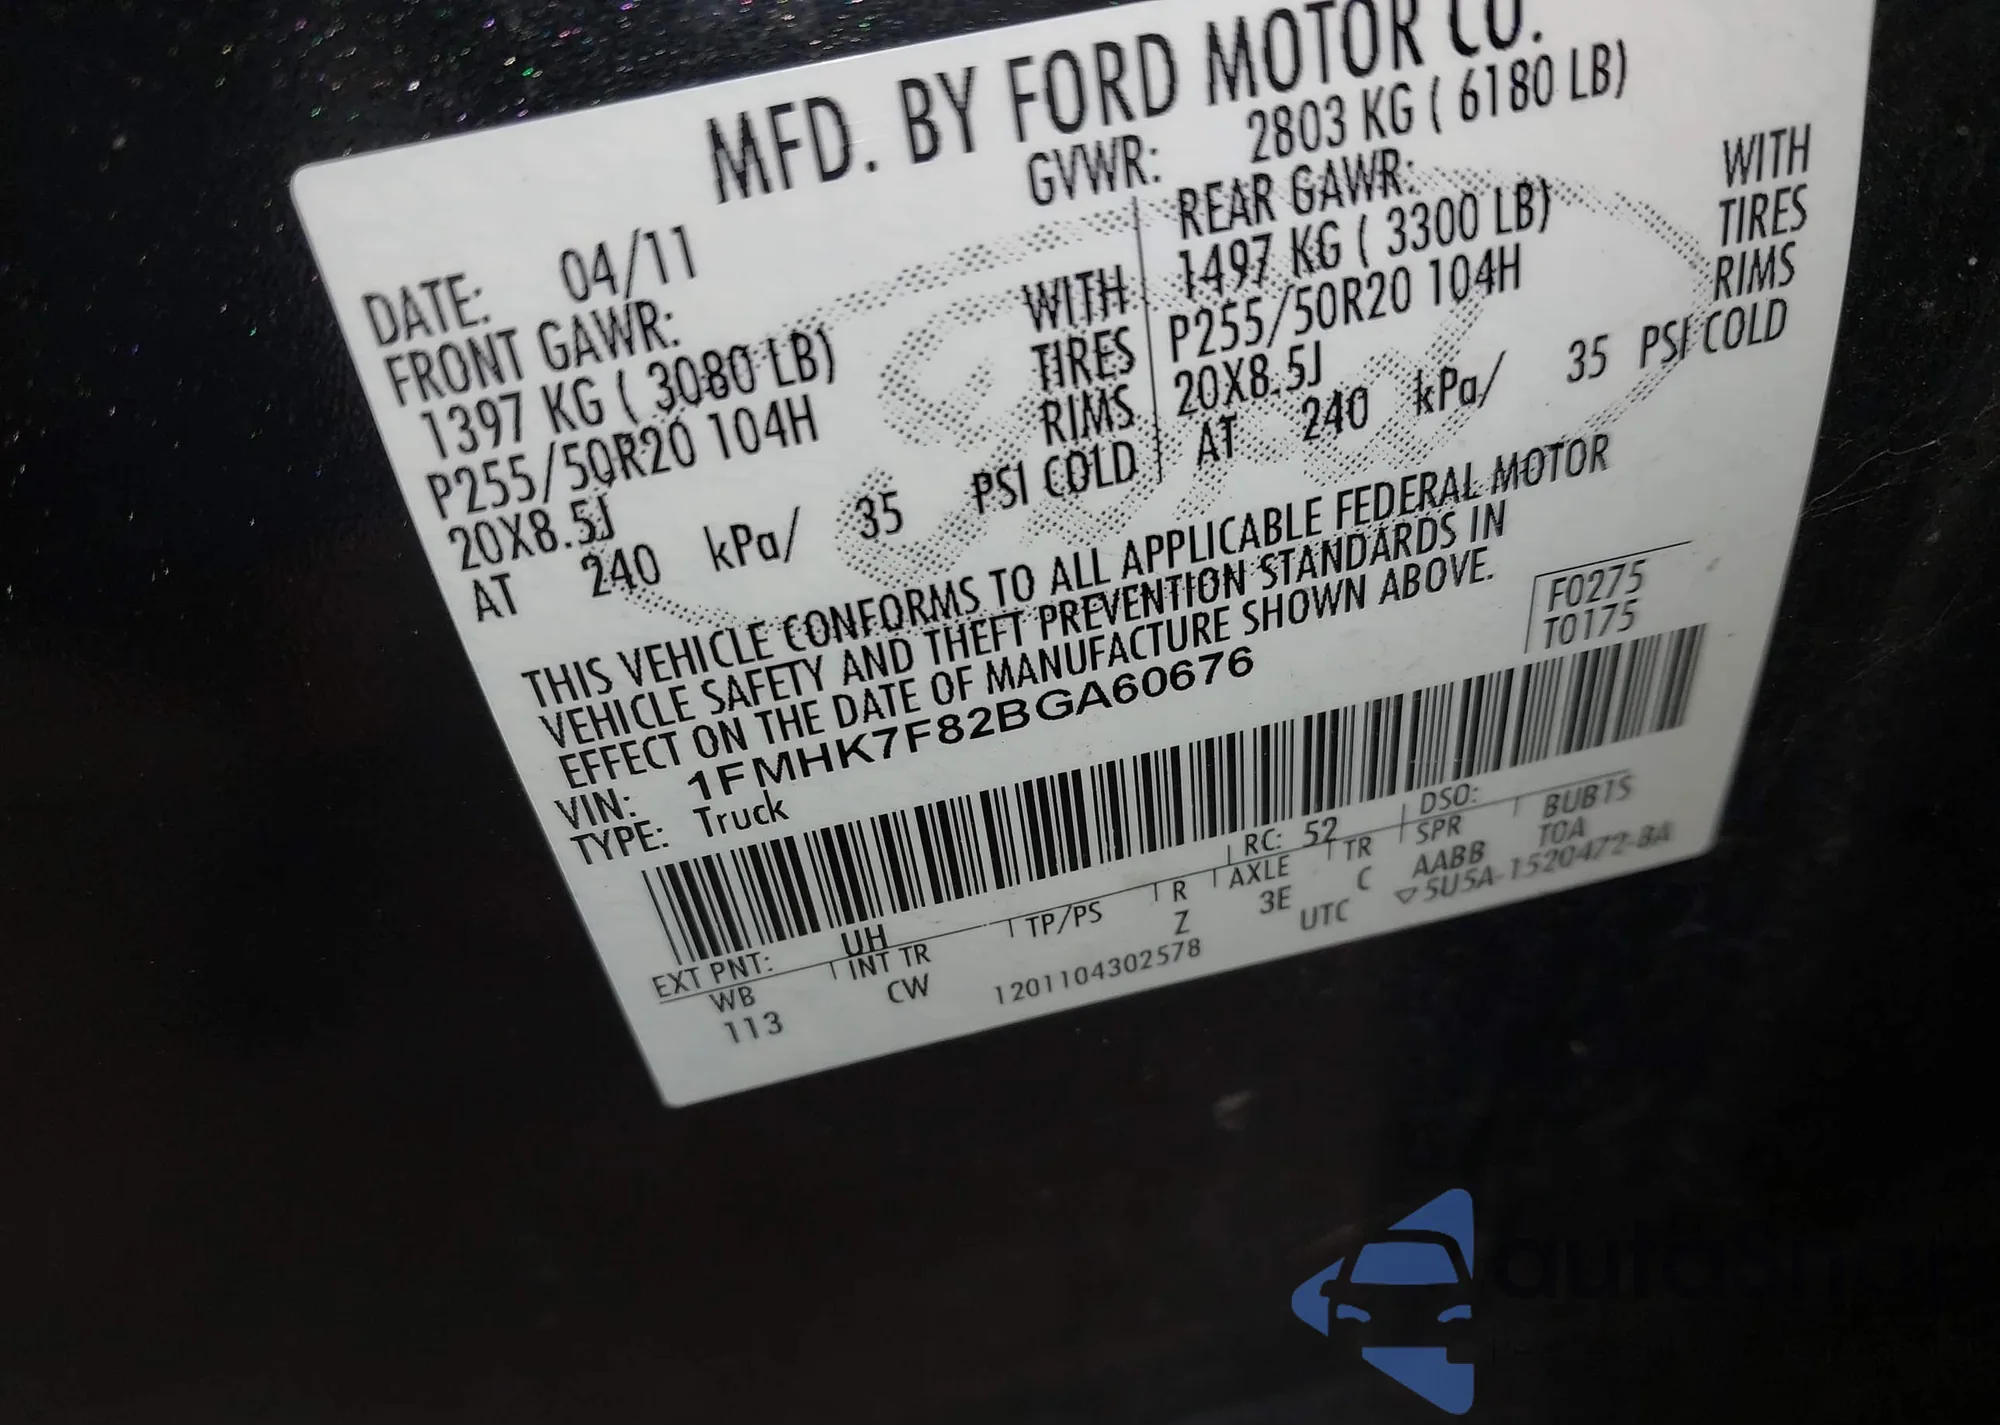 MFD. BY FORD MOTOR CO.
DATE: 04/11 GVWR: 2803 KG ( 6180 LB)
FRONT GAWR: REAR GAWR:
1397 KG ( 3080 LB) WITH 1497 KG ( 3300 LB) WITH
P255/50R20 104H TIRES P255/50R20 104H TIRES
20X8.5J RIMS 20X8.5J RIMS
AT 240 kPa/ 35 PSI COLD AT 240 kPa/ 35 PSI COLD
THIS VEHICLE CONFORMS TO ALL APPLICABLE FEDERAL MOTOR
VEHICLE SAFETY AND THEFT PREVENTION STANDARDS IN
EFFECT ON THE DATE OF MANUFACTURE SHOWN ABOVE.
F0275
T0175
VIN: 1FMHK7F82BGA60676
TYPE: Truck
EXT PNT: UH RC: 52 DSO:
WB INT TR TP/PS R AXLE TR SPR BUBTS
113 CW Z 3E C AABB TOA
1201104302578 UTC ▽5U5A-1520472-BA